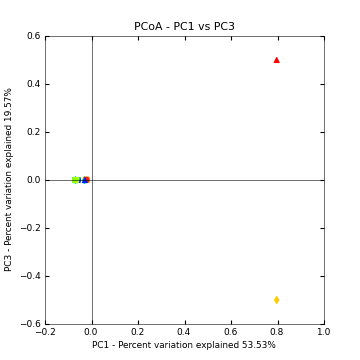 PCoA - PC1 vs PC3
0.6
0.4
0.2
0.0
−0.2
−0.4
−0.6
PC3 - Percent variation explained 19.57%
−0.2 0.0 0.2 0.4 0.6 0.8 1.0
PC1 - Percent variation explained 53.53%